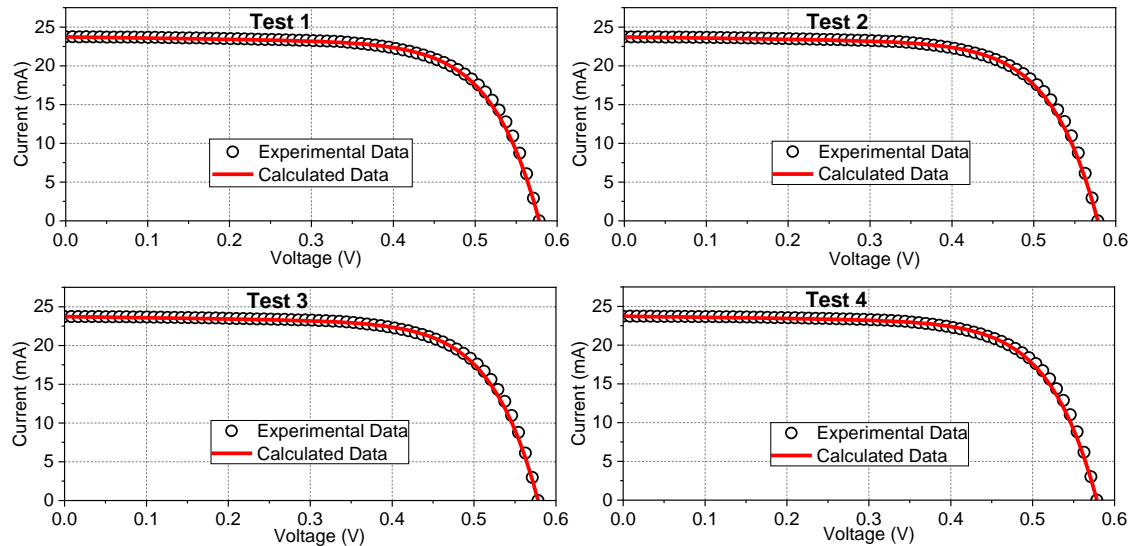 Test 1
25
20
15
10
5
0
Current (mA)
Experimental Data
Calculated Data
0.0 0.1 0.2 0.3 0.4 0.5 0.6
Voltage (V)
Test 2
25
20
15
10
5
0
Current (mA)
Experimental Data
Calculated Data
0.0 0.1 0.2 0.3 0.4 0.5 0.6
Voltage (V)
Test 3
25
20
15
10
5
0
Current (mA)
Experimental Data
Calculated Data
0.0 0.1 0.2 0.3 0.4 0.5 0.6
Voltage (V)
Test 4
25
20
15
10
5
0
Current (mA)
Experimental Data
Calculated Data
0.0 0.1 0.2 0.3 0.4 0.5 0.6
Voltage (V)